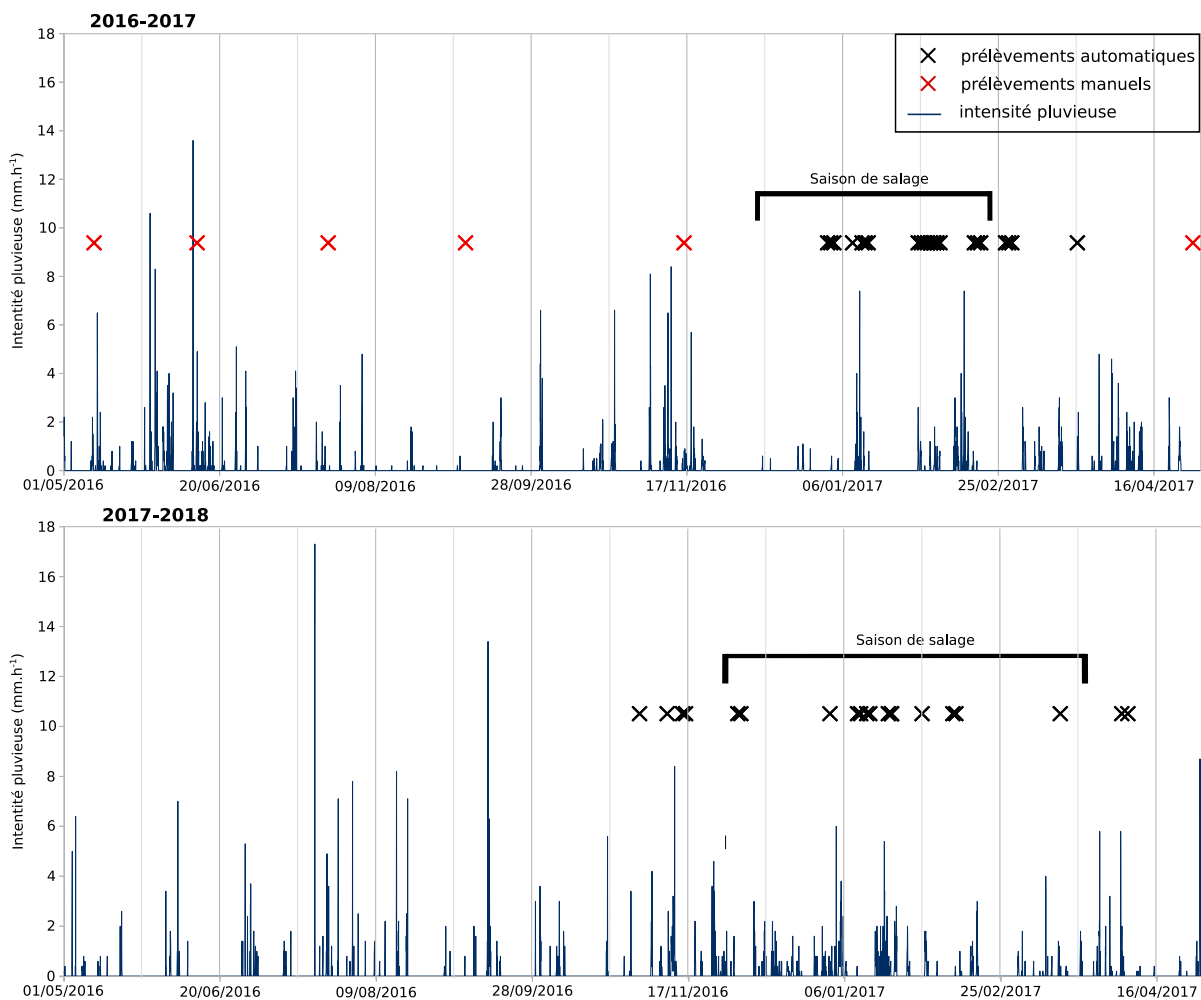 2016-2017
18
16
14
12
10
8
6
4
2
0
Intentité pluvieuse (mm.h-1)
prélèvements automatiques
prélèvements manuels
intensité pluvieuse
Saison de salage
01/05/2016 20/06/2016 09/08/2016 28/09/2016 17/11/2016 06/01/2017 25/02/2017 16/04/2017
2017-2018
18
16
14
12
10
8
6
4
2
0
Intentité pluvieuse (mm.h-1)
Saison de salage
01/05/2016 20/06/2016 09/08/2016 28/09/2016 17/11/2016 06/01/2017 25/02/2017 16/04/2017